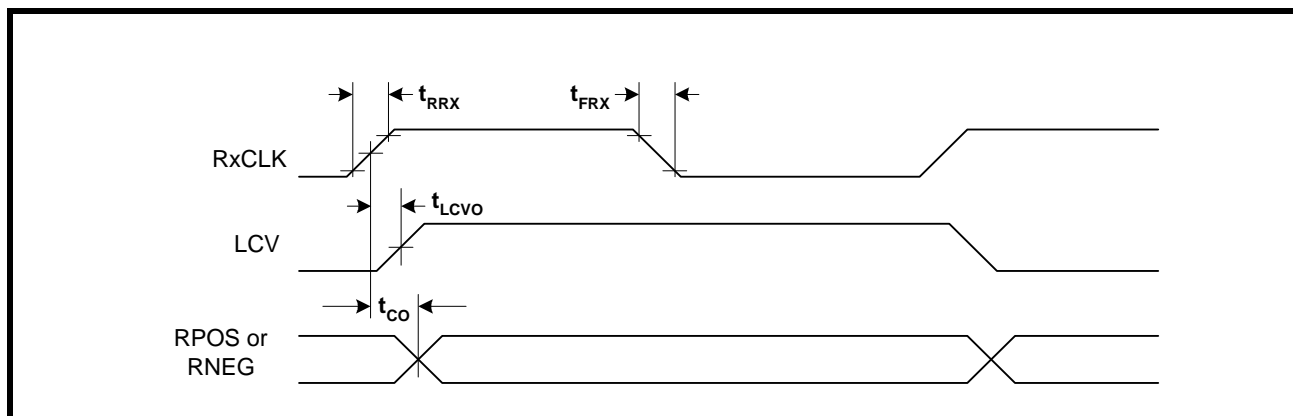 tRRX
tFRX
RxCLK
tLCVO
LCV
tCO
RPOS or
RNEG